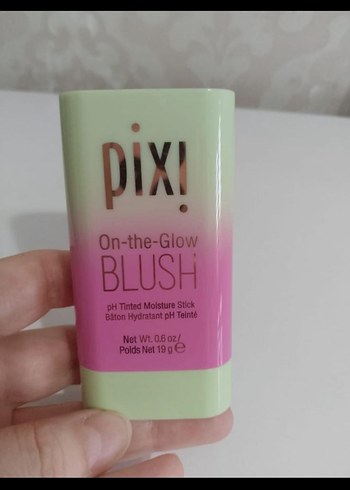 pixi
On-the-Glow
BLUSH
pH Tinted Moisture Stick
Bâton Hydratant pH Teinté
Net Wt. 0.6 oz/
Poids Net 19 g ℮